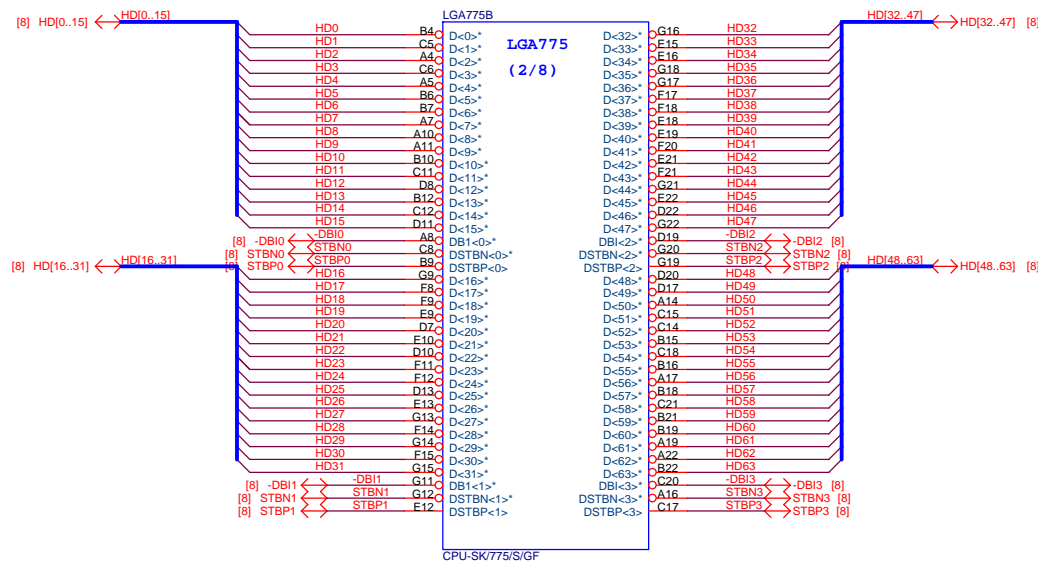 LGA775B
LGA775
(2/8)
[8] HD[0..15] HD[0..15]
HD0 B4 D<0>*
HD1 C5 D<1>*
HD2 A4 D<2>*
HD3 C6 D<3>*
HD4 A5 D<4>*
HD5 B6 D<5>*
HD6 B7 D<6>*
HD7 A7 D<7>*
HD8 A10 D<8>*
HD9 A11 D<9>*
HD10 B10 D<10>*
HD11 C11 D<11>*
HD12 D8 D<12>*
HD13 B12 D<13>*
HD14 C12 D<14>*
HD15 D11 D<15>*
[8] -DBI0 -DBI0 A8 DB1<0>*
[8] STBN0 STBN0 C8 DSTBN<0>*
[8] STBP0 STBP0 B9 DSTBP<0>
[8] HD[16..31] HD[16..31]
HD16 G9 D<16>*
HD17 F8 D<17>*
HD18 F9 D<18>*
HD19 E9 D<19>*
HD20 D7 D<20>*
HD21 E10 D<21>*
HD22 D10 D<22>*
HD23 F11 D<23>*
HD24 F12 D<24>*
HD25 D13 D<25>*
HD26 E13 D<26>*
HD27 G13 D<27>*
HD28 F14 D<28>*
HD29 G14 D<29>*
HD30 F15 D<30>*
HD31 G15 D<31>*
[8] -DBI1 -DBI1 G11 DB1<1>*
[8] STBN1 STBN1 G12 DSTBN<1>*
[8] STBP1 STBP1 E12 DSTBP<1>
HD[32..47] HD[32..47] [8]
D<32>* G16 HD32
D<33>* E15 HD33
D<34>* E16 HD34
D<35>* G18 HD35
D<36>* G17 HD36
D<37>* F17 HD37
D<38>* F18 HD38
D<39>* E18 HD39
D<40>* E19 HD40
D<41>* F20 HD41
D<42>* E21 HD42
D<43>* F21 HD43
D<44>* G21 HD44
D<45>* E22 HD45
D<46>* D22 HD46
D<47>* G22 HD47
DBI<2>* D19 -DBI2 -DBI2 [8]
DSTBN<2>* G20 STBN2 STBN2 [8]
DSTBP<2> G19 STBP2 STBP2 [8]
HD[48..63] HD[48..63] [8]
D<48>* D20 HD48
D<49>* D17 HD49
D<50>* A14 HD50
D<51>* C15 HD51
D<52>* C14 HD52
D<53>* B15 HD53
D<54>* C18 HD54
D<55>* B16 HD55
D<56>* A17 HD56
D<57>* B18 HD57
D<58>* C21 HD58
D<59>* B21 HD59
D<60>* B19 HD60
D<61>* A19 HD61
D<62>* A22 HD62
D<63>* B22 HD63
DBI<3>* C20 -DBI3 -DBI3 [8]
DSTBN<3>* A16 STBN3 STBN3 [8]
DSTBP<3> C17 STBP3 STBP3 [8]
CPU-SK/775/S/GF